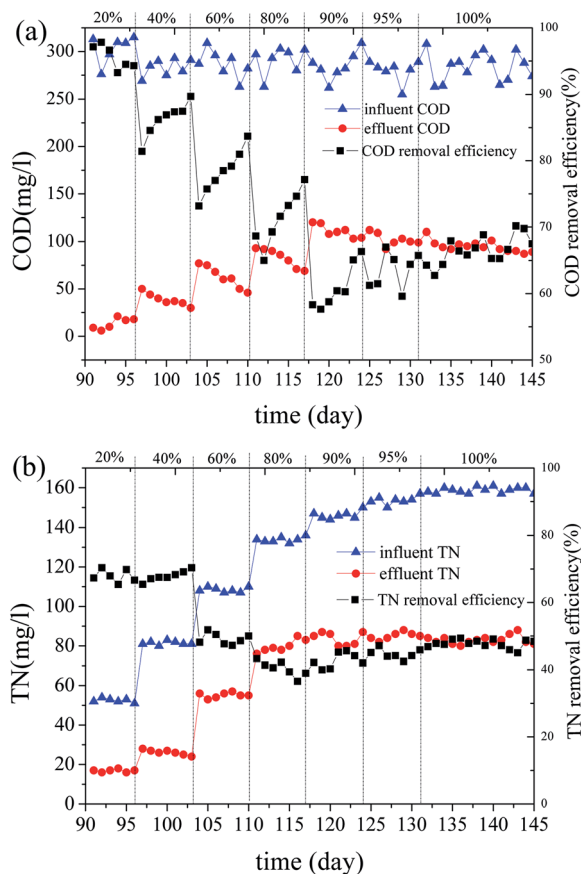 (a)
20% 40% 60% 80% 90% 95% 100%
300
250
200
150
100
50
0
COD(mg/l)
influent COD
effluent COD
COD removal efficiency
100
90
80
70
60
50
COD removal efficiency(%)
90 95 100 105 110 115 120 125 130 135 140 145
time (day)
(b)
20% 40% 60% 80% 90% 95% 100%
160
140
120
100
80
60
40
20
0
TN(mg/l)
influent TN
effluent TN
TN removal efficiency
100
80
60
40
20
0
TN removal efficiency(%)
90 95 100 105 110 115 120 125 130 135 140 145
time (day)